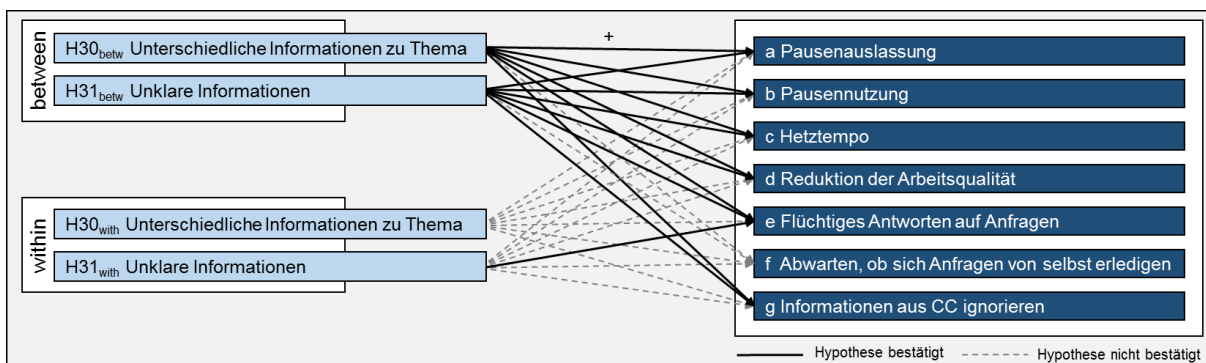 between
H30betw Unterschiedliche Informationen zu Thema
H31betw Unklare Informationen
within
H30with Unterschiedliche Informationen zu Thema
H31with Unklare Informationen
+
a Pausenauslassung
b Pausennutzung
c Hetztempo
d Reduktion der Arbeitsqualität
e Flüchtiges Antworten auf Anfragen
f Abwarten, ob sich Anfragen von selbst erledigen
g Informationen aus CC ignorieren
Hypothese bestätigt
Hypothese nicht bestätigt